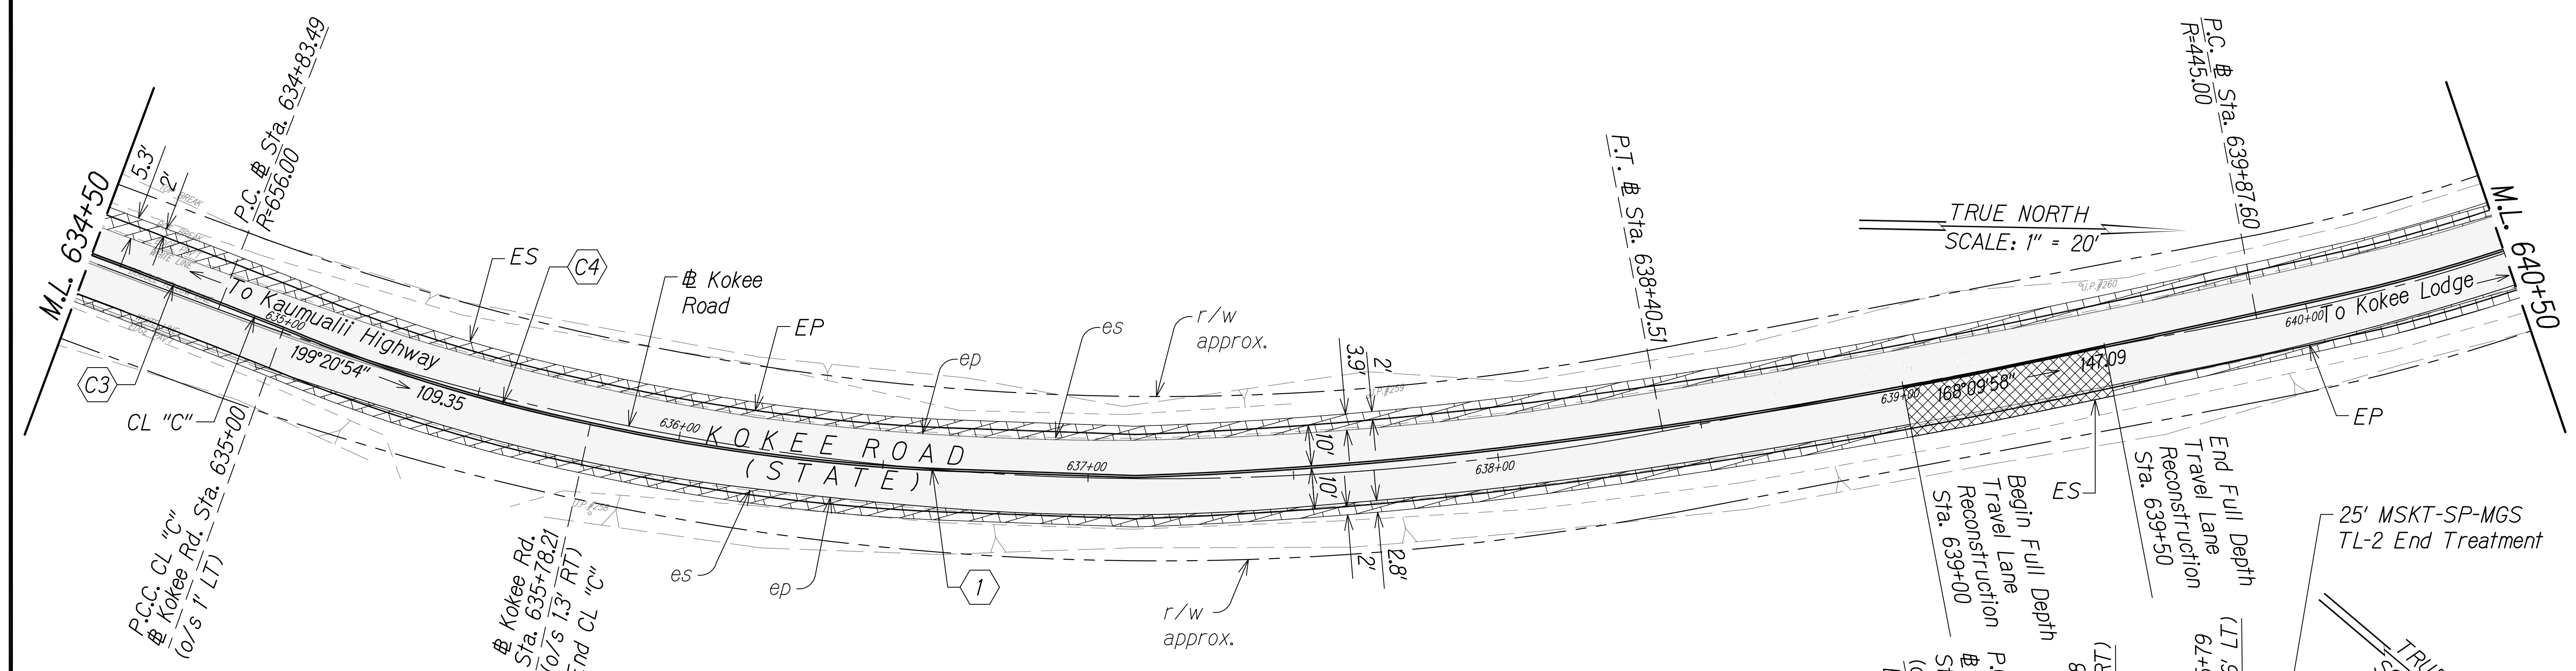 M.L. 634+50
5.3'
2'
P.C. ℄ Sta. 634+83.49
R=656.00
ES
C4
℄ Kokee
Road
EP
ep
es
r/w
approx.
3.9'
2'
P.T. ℄ Sta. 638+40.51
TRUE NORTH
SCALE: 1" = 20'
P.C. ℄ Sta. 639+87.60
R=445.00
M.L. 640+50
To Kaumualii Highway
635+00
199°20'54"
109.35
C3
CL "C"
P.C.C. CL "C"
℄ Kokee Rd. Sta. 635+00
(o/s 1' LT)
636+00
KOKEE ROAD
(STATE)
637+00
10'
10'
638+00
639+00
168°09'58"
147.09
640+00
To Kokee Lodge
U.P.#260
U.P.#259
U.P.#258
℄ Kokee Rd.
Sta. 635+78.21
(o/s 1.3' RT)
End CL "C"
es
ep
1
r/w
approx.
2'
2.8'
Begin Full Depth
Travel Lane
Reconstruction
Sta. 639+00
ES
End Full Depth
Travel Lane
Reconstruction
Sta. 639+50
EP
25' MSKT-SP-MGS
TL-2 End Treatment